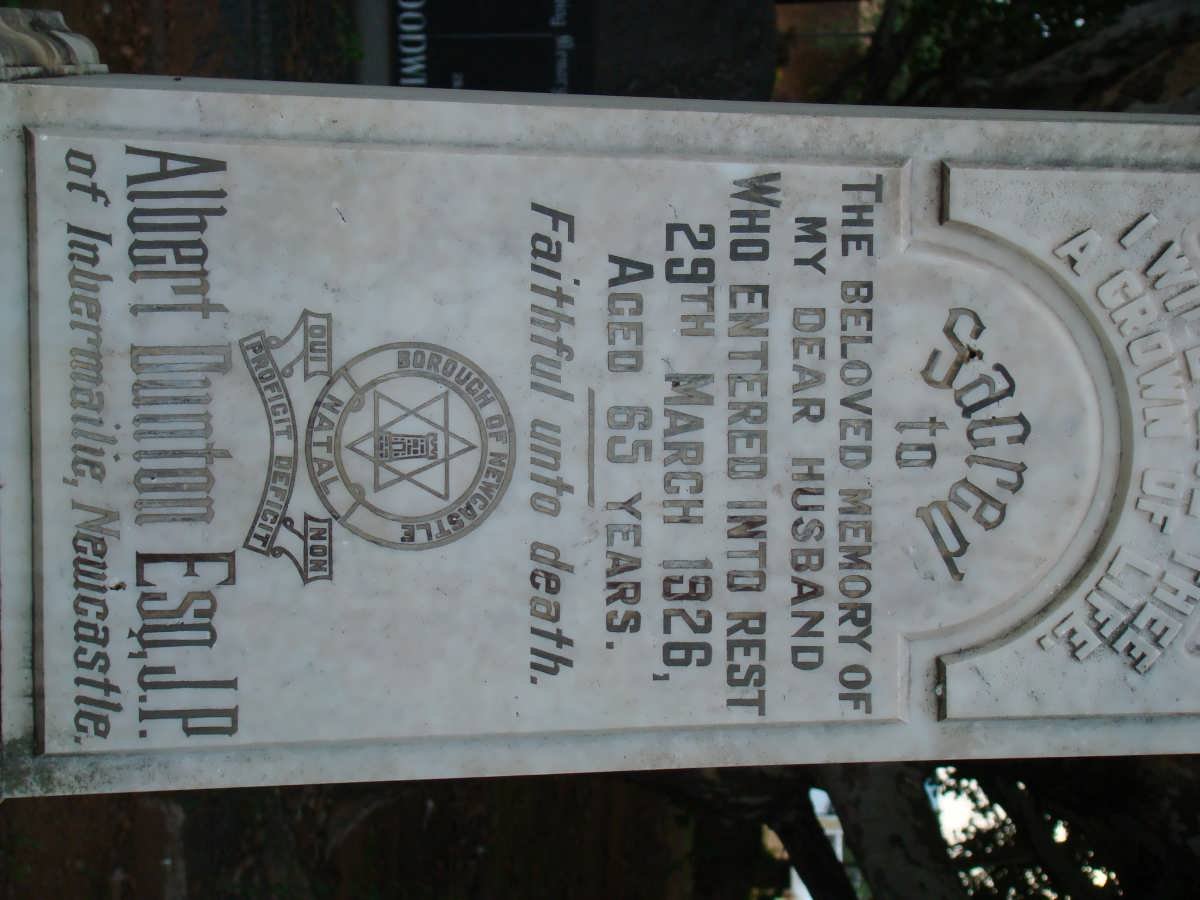 A CROWN OF
LIFE
Sacred
to
THE BELOVED MEMORY OF
MY DEAR HUSBAND
WHO ENTERED INTO REST
29TH MARCH 1926,
AGED 65 YEARS.
Faithful unto death.
BOROUGH OF NEWCASTLE
NATAL
QUI NON
PROFICIT DEFICIT
Albert Dunton Esq., J.P.
of Invermailie, Newcastle.